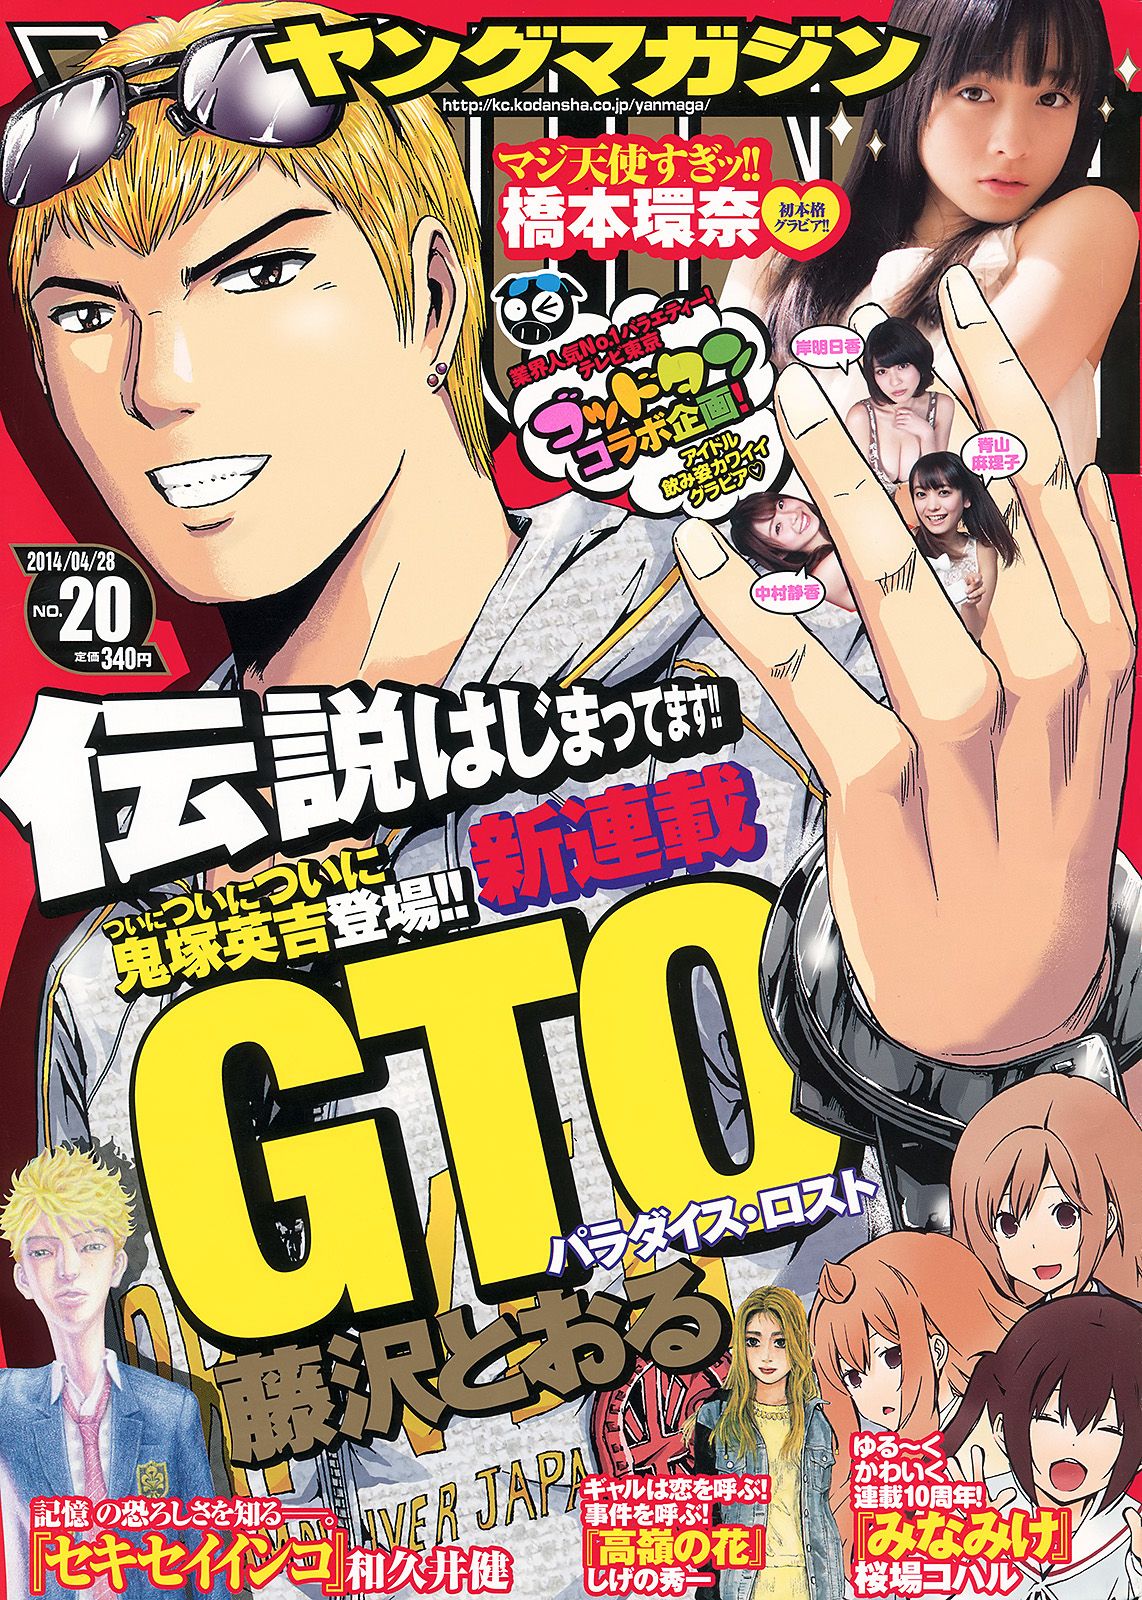 ヤングマガジン
http://kc.kodansha.co.jp/yanmaga/
マジ天使すぎッ!!
橋本環奈
初本格
グラビア!!
業界人気No.1バラエティー!
テレビ東京
ゴッドタン
コラボ企画!
アイドル
飲み姿カワイイ
グラビア♡
岸明日香
脊山
麻理子
中村静香
2014/04/28
NO.20
定価340円
伝説はじまってます!!
新連載
ついについについについに
鬼塚英吉登場!!
GTO
パラダイス・ロスト
藤沢とおる
記憶の恐ろしさを知る―。
『セキセイインコ』和久井健
ギャルは恋を呼ぶ!
事件を呼ぶ!
『高嶺の花』
しげの秀一
ゆる～く
かわいく
連載10周年!
『みなみけ』
桜場コハル